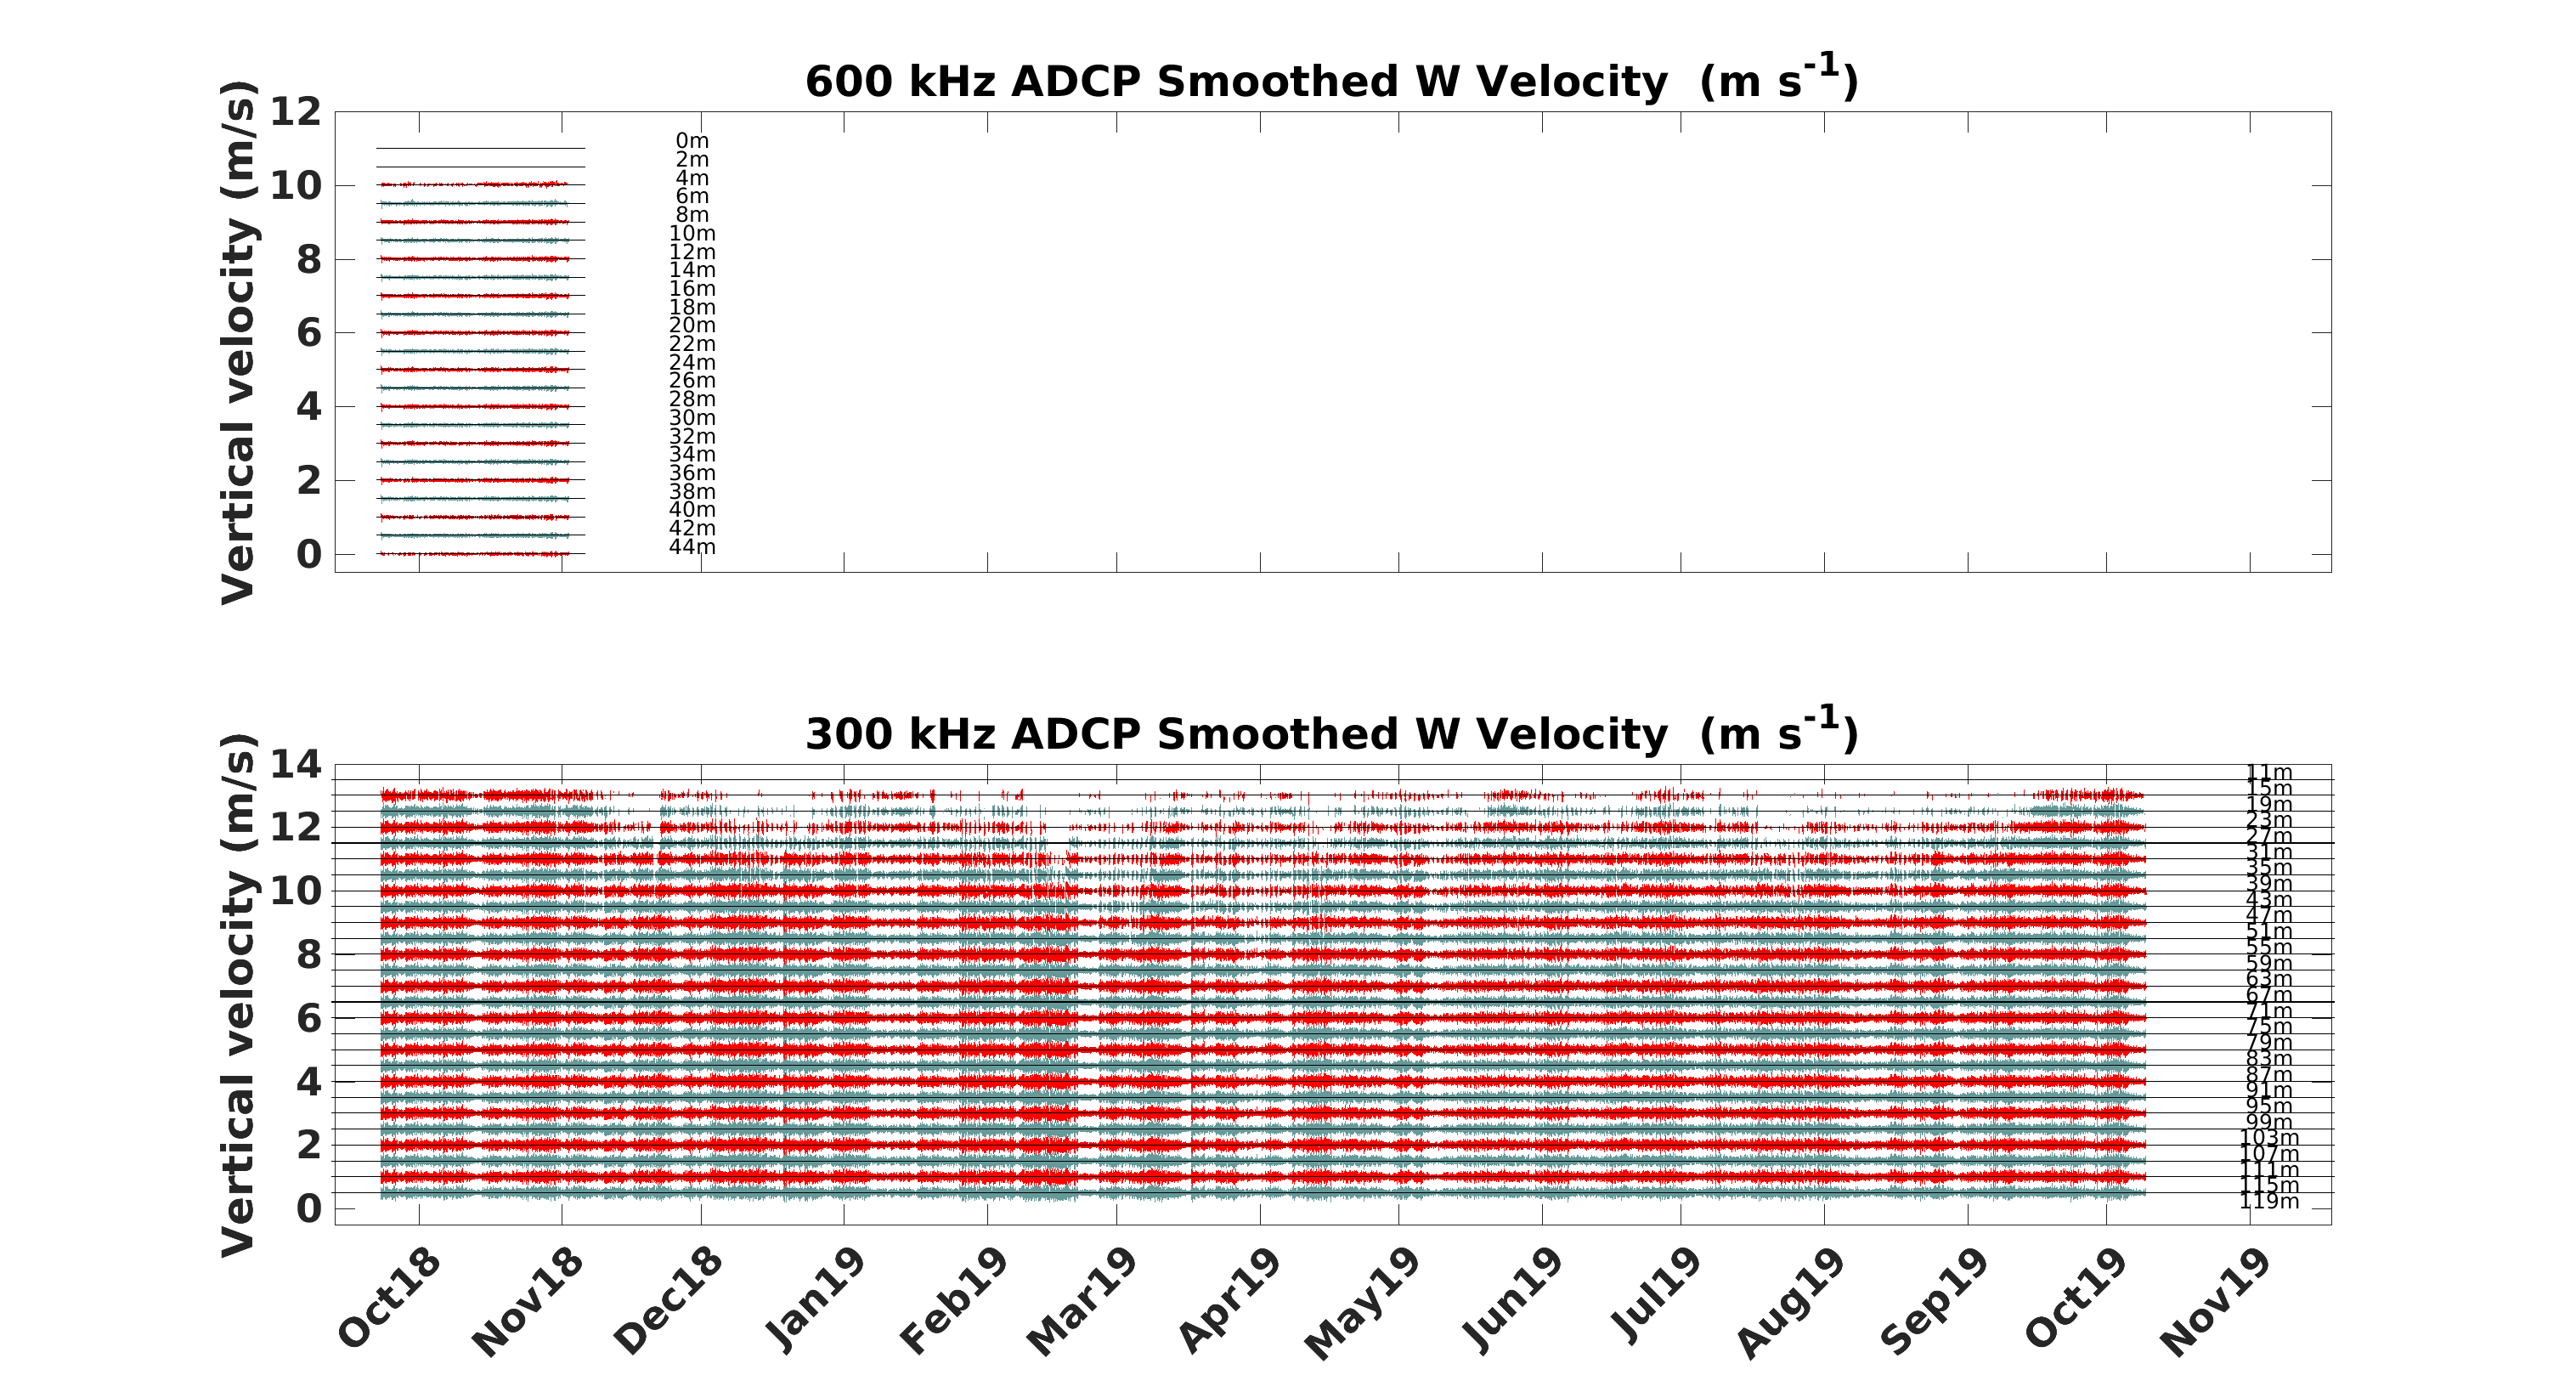 600 kHz ADCP Smoothed W Velocity (m s-1)
Vertical velocity (m/s)
12
10
8
6
4
2
0
0m
2m
4m
6m
8m
10m
12m
14m
16m
18m
20m
22m
24m
26m
28m
30m
32m
34m
36m
38m
40m
42m
44m
300 kHz ADCP Smoothed W Velocity (m s-1)
Vertical velocity (m/s)
14
12
10
8
6
4
2
0
11m
15m
19m
23m
27m
31m
35m
39m
43m
47m
51m
55m
59m
63m
67m
71m
75m
79m
83m
87m
91m
95m
99m
103m
107m
111m
115m
119m
Oct18 Nov18 Dec18 Jan19 Feb19 Mar19 Apr19 May19 Jun19 Jul19 Aug19 Sep19 Oct19 Nov19